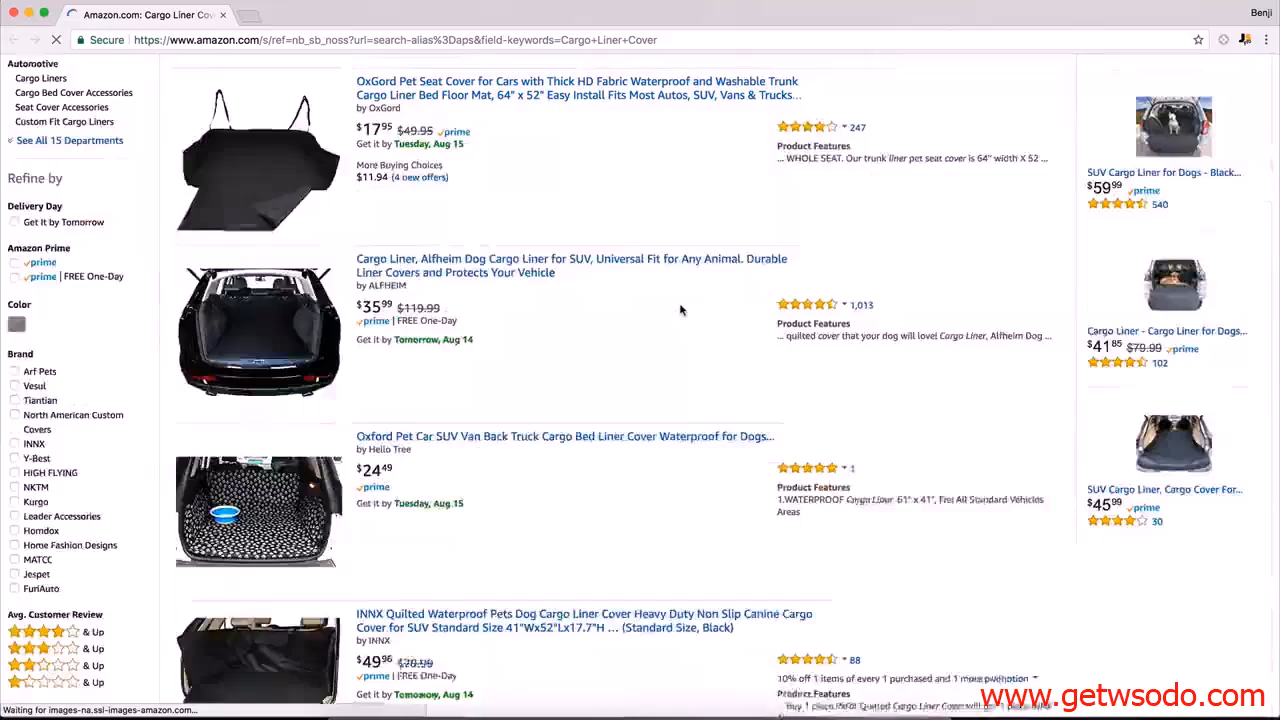 Amazon.com: Cargo Liner Cov
Benji
Secure https://www.amazon.com/s/ref=nb_sb_noss?url=search-alias%3Daps&field-keywords=Cargo+Liner+Cover
Automotive
Cargo Liners
Cargo Bed Cover Accessories
Seat Cover Accessories
Custom Fit Cargo Liners
See All 15 Departments
Refine by
Delivery Day
Get It by Tomorrow
Amazon Prime
prime
prime | FREE One-Day
Color
Brand
Arf Pets
Vesul
Tiantian
North American Custom
Covers
INNX
Y-Best
HIGH FLYING
NKTM
Kurgo
Leader Accessories
Homdox
Home Fashion Designs
MATCC
Jespet
FuriAuto
Avg. Customer Review
& Up
& Up
& Up
& Up
OxGord Pet Seat Cover for Cars with Thick HD Fabric Waterproof and Washable Trunk
Cargo Liner Bed Floor Mat, 64" x 52" Easy Install Fits Most Autos, SUV, Vans & Trucks...
by OxGord
$17 95 $49.95 prime
Get it by Tuesday, Aug 15
More Buying Choices
$11.94 (4 new offers)
247
Product Features
... WHOLE SEAT. Our trunk liner pet seat cover is 64" width X 52 ...
Cargo Liner, Alfheim Dog Cargo Liner for SUV, Universal Fit for Any Animal. Durable
Liner Covers and Protects Your Vehicle
by ALFHEIM
$35 99 $119.99
prime | FREE One-Day
Get it by Tomorrow, Aug 14
1,013
Product Features
... quilted cover that your dog will love! Cargo Liner, Alfheim Dog ...
Oxford Pet Car SUV Van Back Truck Cargo Bed Liner Cover Waterproof for Dogs...
by Hello Tree
$24 49
prime
Get it by Tuesday, Aug 15
1
Product Features
1.WATERPROOF Cargo Liner 61" x 41", Fret All Standard Vehicles
Areas
INNX Quilted Waterproof Pets Dog Cargo Liner Cover Heavy Duty Non Slip Canine Cargo
Cover for SUV Standard Size 41"Wx52"Lx17.7"H ... (Standard Size, Black)
by INNX
$49 96
prime | FREE One-Day
Get it by Tomorrow, Aug 14
88
10% off 1 items of every purchased and 1 more promotion
Product Features
Quilted Cargo Liner Cover
SUV Cargo Liner for Dogs - Black...
$59 99 prime
540
Cargo Liner - Cargo Liner for Dogs...
$41 85 $79.99 prime
102
SUV Cargo Liner, Cargo Cover For...
$45 99 prime
30
Waiting for images-na.ssl-images-amazon.com...
www.getwsodo.com